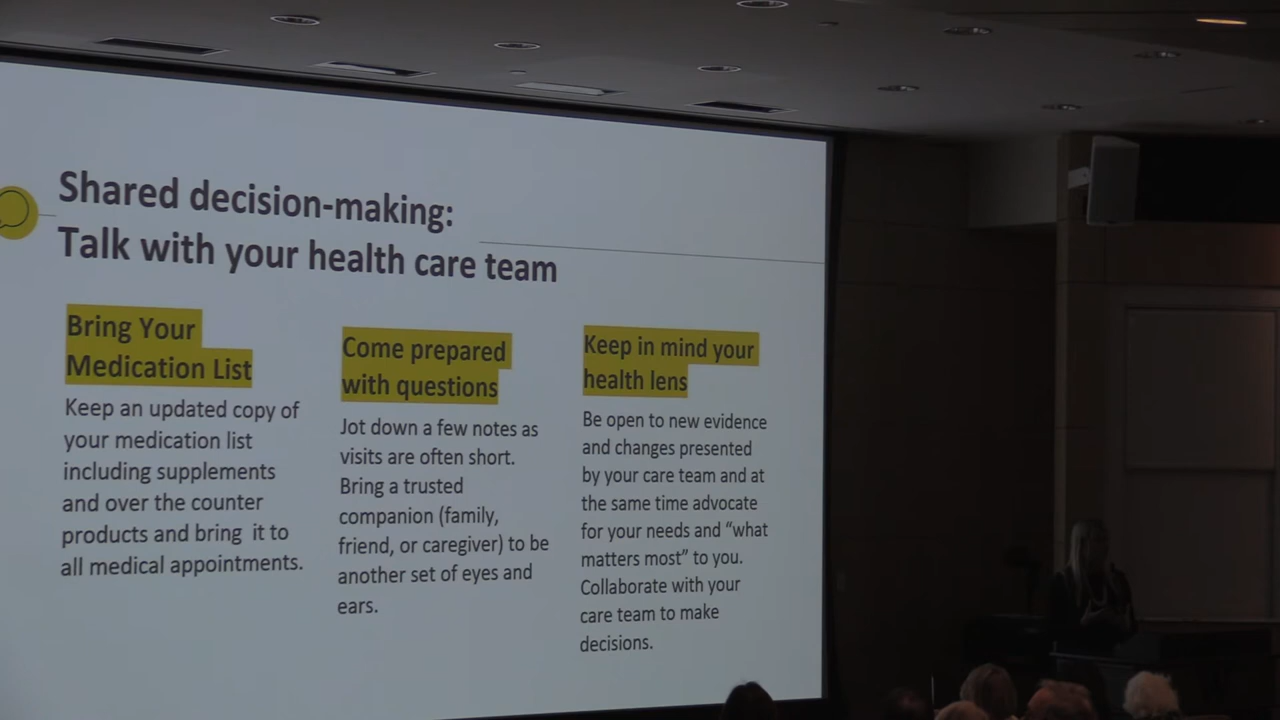 Shared decision-making:
Talk with your health care team
Bring Your
Medication List
Keep an updated copy of
your medication list
including supplements
and over the counter
products and bring it to
all medical appointments.
Come prepared
with questions
Jot down a few notes as
visits are often short.
Bring a trusted
companion (family,
friend, or caregiver) to be
another set of eyes and
ears.
Keep in mind your
health lens
Be open to new evidence
and changes presented
by your care team and at
the same time advocate
for your needs and “what
matters most” to you.
Collaborate with your
care team to make
decisions.